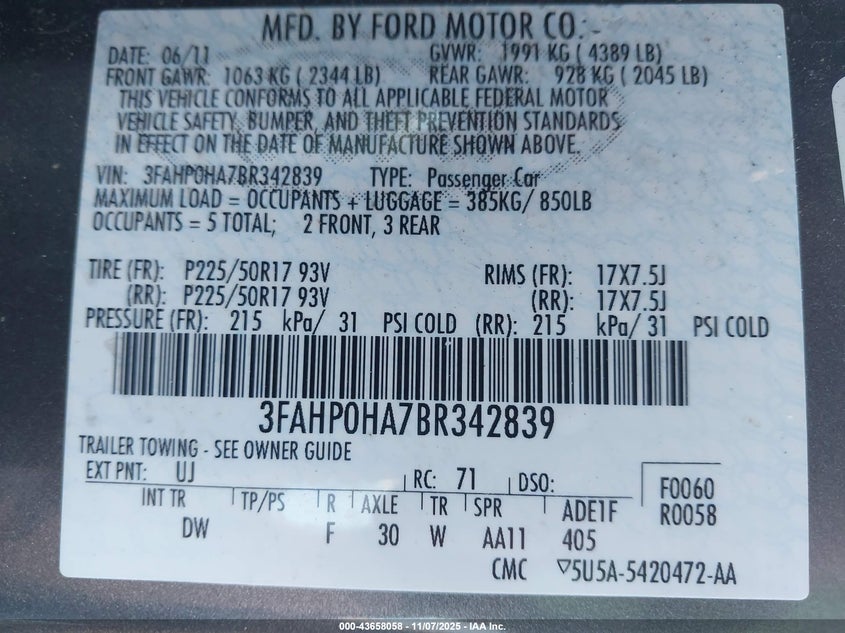 MFD. BY FORD MOTOR CO.-
DATE: 06/11 GVWR: 1991 KG ( 4389 LB)
FRONT GAWR: 1063 KG ( 2344 LB) REAR GAWR: 928 KG ( 2045 LB)
THIS VEHICLE CONFORMS TO ALL APPLICABLE FEDERAL MOTOR
VEHICLE SAFETY, BUMPER, AND THEFT PREVENTION STANDARDS
IN EFFECT ON THE DATE OF MANUFACTURE SHOWN ABOVE.
VIN: 3FAHP0HA7BR342839 TYPE: Passenger Car
MAXIMUM LOAD = OCCUPANTS + LUGGAGE = 385KG/ 850LB
OCCUPANTS = 5 TOTAL; 2 FRONT, 3 REAR
TIRE (FR): P225/50R17 93V RIMS (FR): 17X7.5J
(RR): P225/50R17 93V (RR): 17X7.5J
PRESSURE (FR): 215 kPa/ 31 PSI COLD (RR): 215 kPa/ 31 PSI COLD
3FAHP0HA7BR342839
TRAILER TOWING - SEE OWNER GUIDE
EXT PNT: UJ RC: 71 DSO: F0060
INT TR TP/PS R AXLE TR SPR ADE1F R0058
DW F 30 W AA11 405
CMC ▽5U5A-5420472-AA
000-43658058 - 11/07/2025 - IAA Inc.